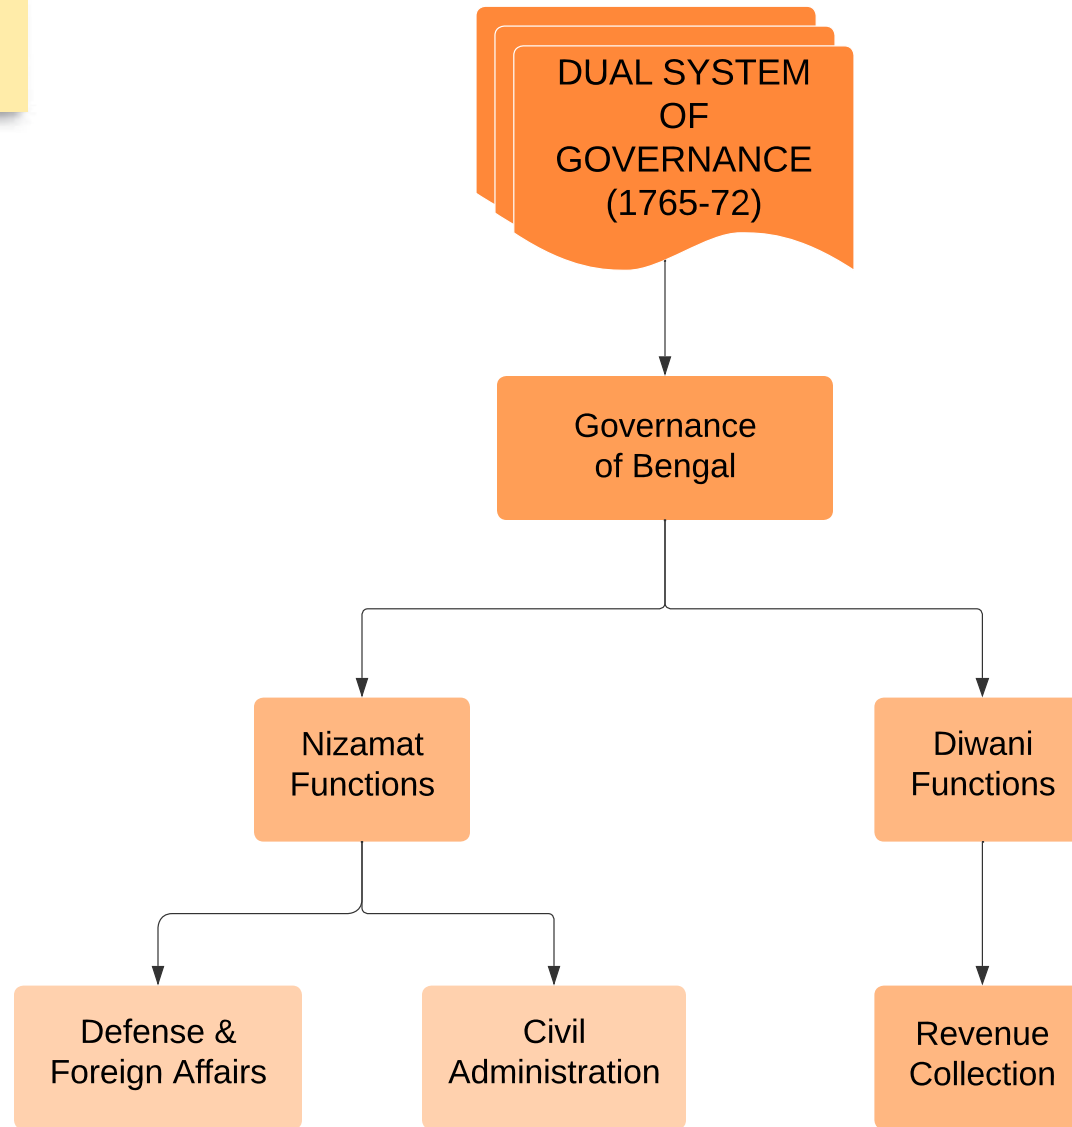 DUAL SYSTEM
OF
GOVERNANCE
(1765-72)
Governance
of Bengal
Nizamat
Functions
Diwani
Functions
Defense &
Foreign Affairs
Civil
Administration
Revenue
Collection